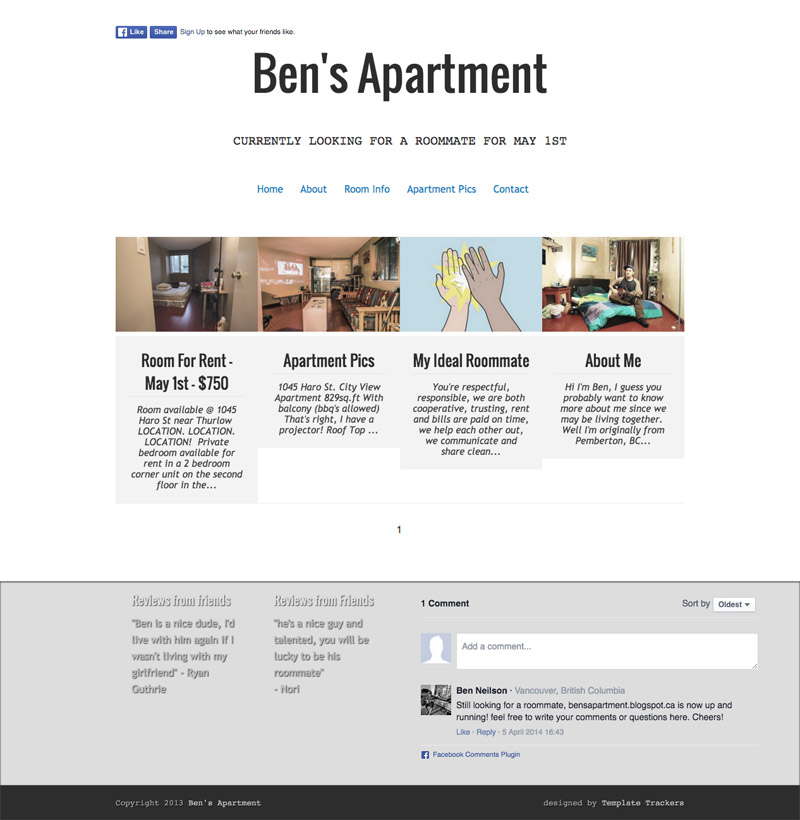 Like Share Sign Up to see what your friends like.
Ben's Apartment
CURRENTLY LOOKING FOR A ROOMMATE FOR MAY 1ST
Home About Room Info Apartment Pics Contact
Room For Rent -
May 1st - $750
Room available @ 1045
Haro St near Thurlow
LOCATION. LOCATION.
LOCATION! Private
bedroom available for
rent in a 2 bedroom
corner unit on the second
floor in the...
Apartment Pics
1045 Haro St. City View
Apartment 829sq.ft With
balcony (bbq's allowed)
That's right, I have a
projector! Roof Top ...
My Ideal Roommate
You're respectful,
responsible, we are both
cooperative, trusting, rent
and bills are paid on time,
we help each other out,
we communicate and
share clean...
About Me
Hi I'm Ben, I guess you
probably want to know
more about me since we
may be living together.
Well I'm originally from
Pemberton, BC...
1
Reviews from friends
"Ben is a nice dude, I'd
live with him again if I
wasn't living with my
girlfriend" - Ryan
Guthrie
Reviews from Friends
"he's a nice guy and
talented, you will be
lucky to be his
roommate"
- Nori
1 Comment Sort by Oldest
Add a comment...
Ben Neilson · Vancouver, British Columbia
Still looking for a roommate, bensapartment.blogspot.ca is now up and
running! feel free to write your comments or questions here. Cheers!
Like · Reply · 5 April 2014 16:43
Facebook Comments Plugin
Copyright 2013 Ben's Apartment
designed by Template Trackers